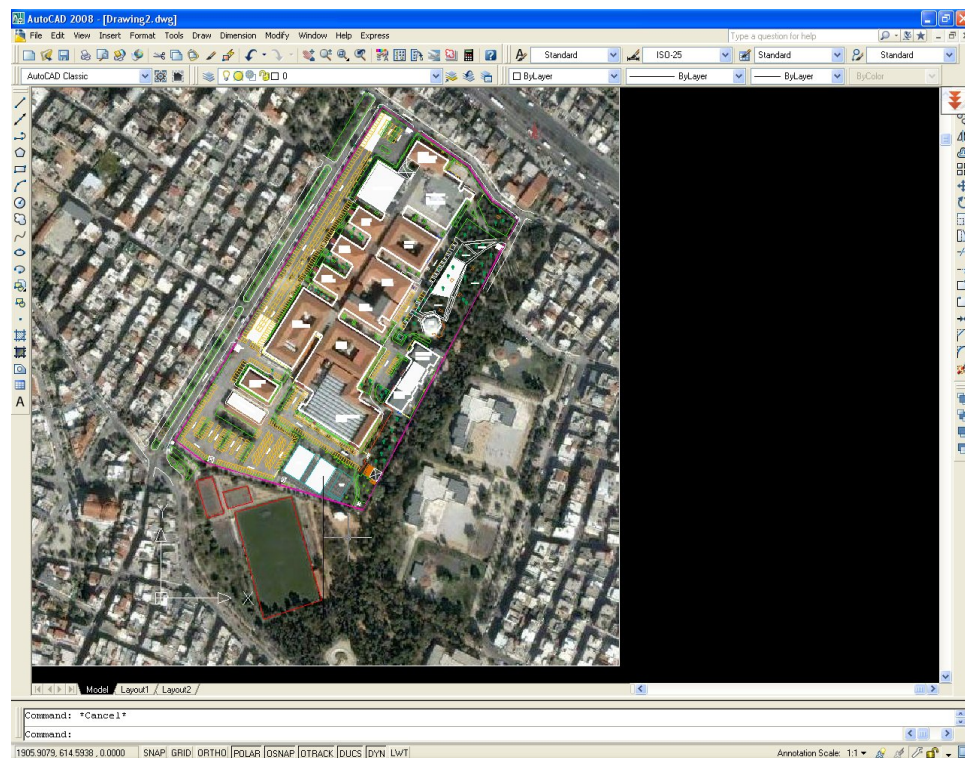 AutoCAD 2008 - [Drawing2.dwg]
File Edit View Insert Format Tools Draw Dimension Modify Window Help Express
Type a question for help
Standard ISO-25 Standard Standard
AutoCAD Classic 0 ByLayer ByLayer ByLayer ByColor
A
Y
X
Model Layout1 Layout2
Command: *Cancel*
Command:
1905.9079, 614.5938 , 0.0000 SNAP GRID ORTHO POLAR OSNAP OTRACK DUCS DYN LWT Annotation Scale: 1:1